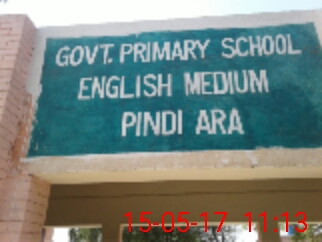 GOVT. PRIMARY SCHOOL
ENGLISH MEDIUM
PINDI ARA
15-05-17 11:13